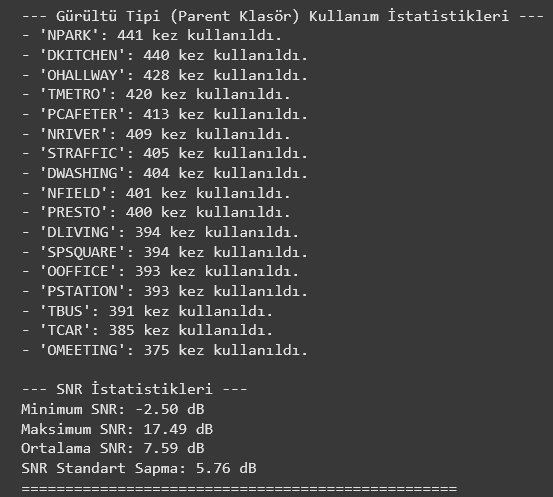 --- Gürültü Tipi (Parent Klasör) Kullanım İstatistikleri ---
- 'NPARK': 441 kez kullanıldı.
- 'DKITCHEN': 440 kez kullanıldı.
- 'OHALLWAY': 428 kez kullanıldı.
- 'TMETRO': 420 kez kullanıldı.
- 'PCAFETER': 413 kez kullanıldı.
- 'NRIVER': 409 kez kullanıldı.
- 'STRAFFIC': 405 kez kullanıldı.
- 'DWASHING': 404 kez kullanıldı.
- 'NFIELD': 401 kez kullanıldı.
- 'PRESTO': 400 kez kullanıldı.
- 'DLIVING': 394 kez kullanıldı.
- 'SPSQUARE': 394 kez kullanıldı.
- 'OOFFICE': 393 kez kullanıldı.
- 'PSTATION': 393 kez kullanıldı.
- 'TBUS': 391 kez kullanıldı.
- 'TCAR': 385 kez kullanıldı.
- 'OMEETING': 375 kez kullanıldı.
--- SNR İstatistikleri ---
Minimum SNR: -2.50 dB
Maksimum SNR: 17.49 dB
Ortalama SNR: 7.59 dB
SNR Standart Sapma: 5.76 dB
==================================================